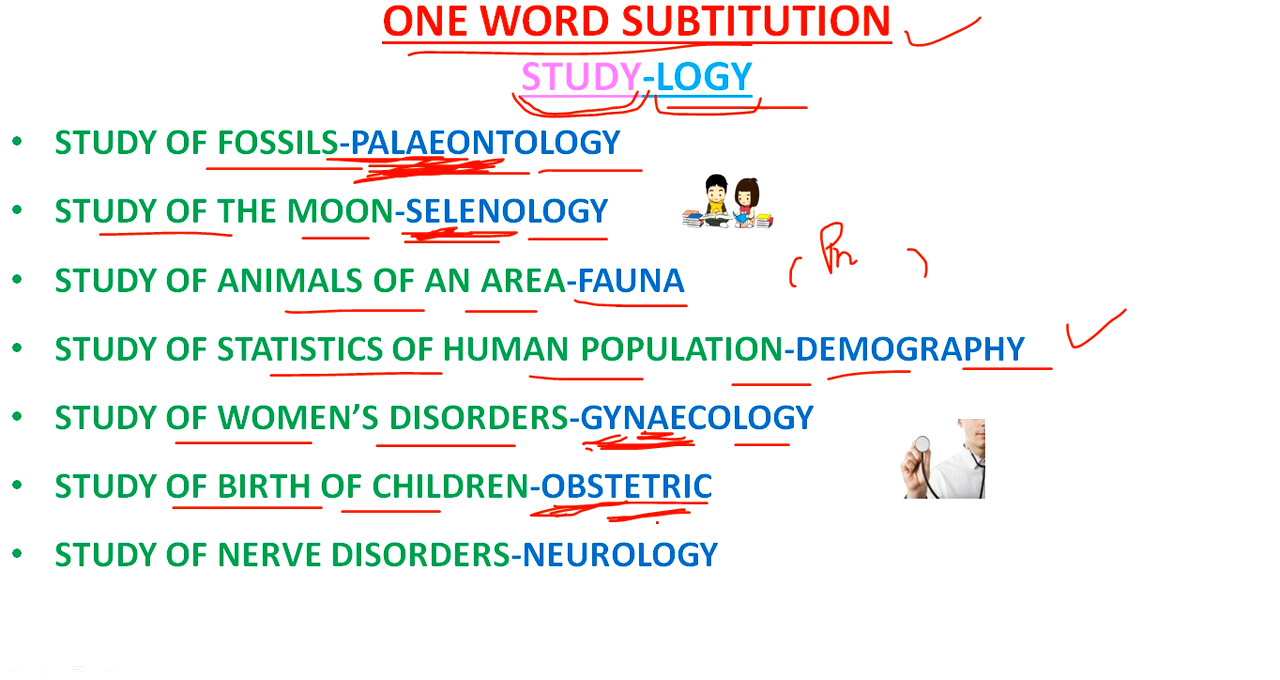 ONE WORD SUBTITUTION
STUDY-LOGY
• STUDY OF FOSSILS-PALAEONTOLOGY
• STUDY OF THE MOON-SELENOLOGY
• STUDY OF ANIMALS OF AN AREA-FAUNA
• STUDY OF STATISTICS OF HUMAN POPULATION-DEMOGRAPHY
• STUDY OF WOMEN’S DISORDERS-GYNAECOLOGY
• STUDY OF BIRTH OF CHILDREN-OBSTETRIC
• STUDY OF NERVE DISORDERS-NEUROLOGY